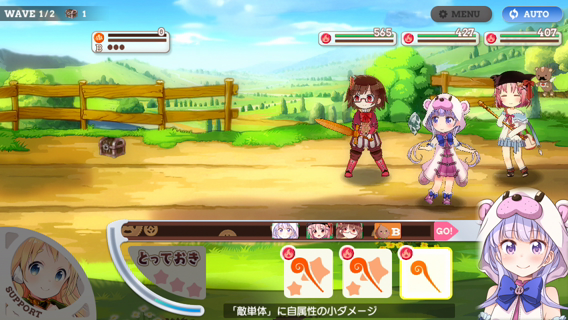 WAVE 1/2 1
MENU
AUTO
0
B
565
427
407
B
GO!
とっておき
SUPPORT
「敵単体」に自属性の小ダメージ